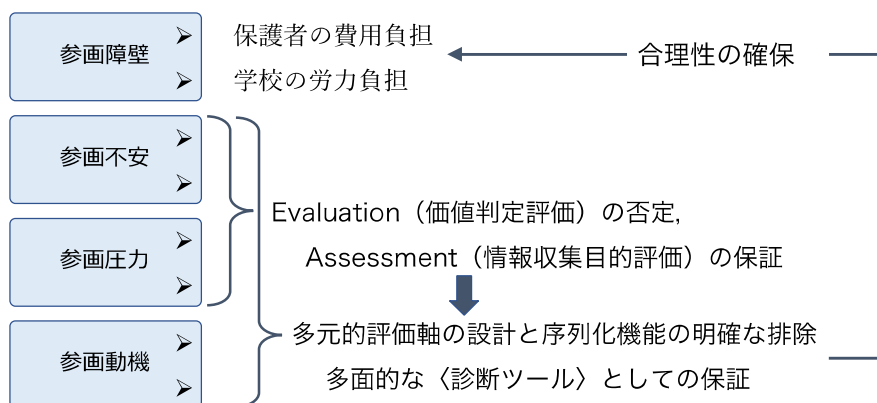 参画障壁
保護者の費用負担
学校の労力負担
合理性の確保
参画不安
参画圧力
参画動機
Evaluation（価値判定評価）の否定,
Assessment（情報収集目的評価）の保証
多元的評価軸の設計と序列化機能の明確な排除
多面的な〈診断ツール〉としての保証